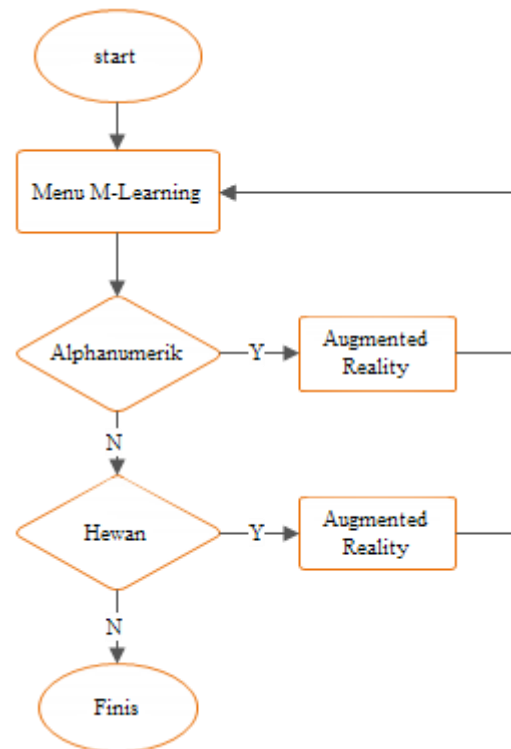 start
Menu M-Learning
Alphanumerik
Y
Augmented
Reality
N
Hewan
Y
Augmented
Reality
N
Finis